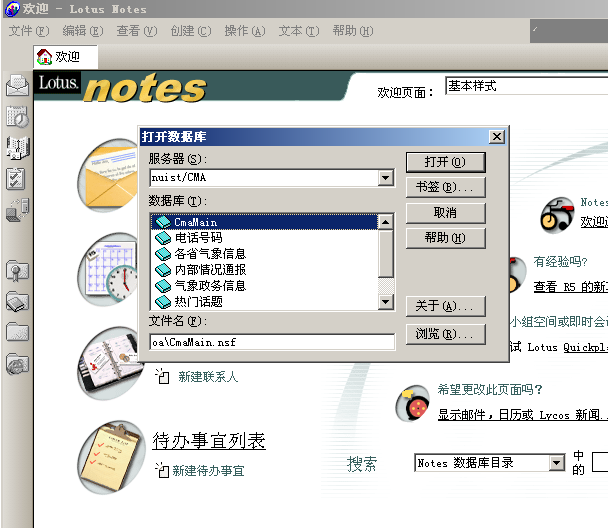 欢迎 - Lotus Notes
文件(F) 编辑(E) 查看(V) 创建(C) 操作(A) 文本(T) 帮助(H)
欢迎
Lotus. notes
欢迎页面： 基本样式
打开数据库
服务器(S):
nuist/CMA
数据库(T):
CmaMain
电话号码
各省气象信息
内部情况通报
气象政务信息
热门话题
文件名(F):
oa\CmaMain.nsf
打开(O)
书签(B)...
取消
帮助(H)
关于(A)...
浏览(R)...
Notes
欢迎
有经验吗?
查看 R5 的新
小组空间或即时会
试 Lotus Quickpl
新建联系人
希望更改此页面吗?
显示邮件，日历或 Lycos 新闻..
待办事宜列表
新建待办事宜
搜索 Notes 数据库目录 中的